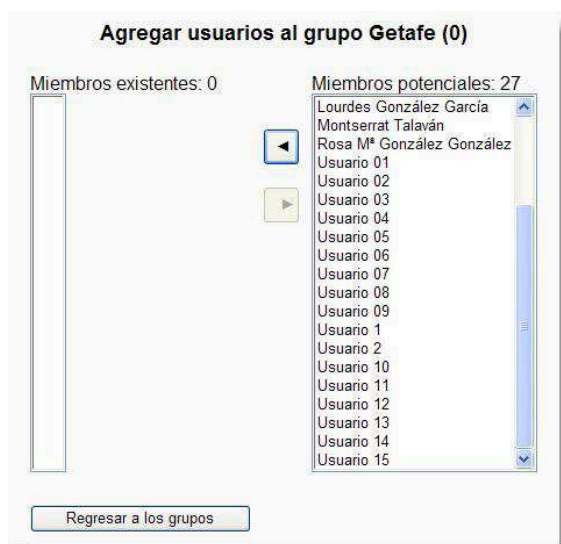 Agregar usuarios al grupo Getafe (0)
Miembros existentes: 0
Miembros potenciales: 27
Lourdes González García
Montserrat Talaván
Rosa Mª González González
Usuario 01
Usuario 02
Usuario 03
Usuario 04
Usuario 05
Usuario 06
Usuario 07
Usuario 08
Usuario 09
Usuario 1
Usuario 2
Usuario 10
Usuario 11
Usuario 12
Usuario 13
Usuario 14
Usuario 15
Regresar a los grupos